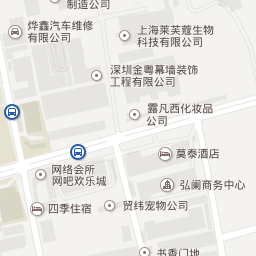 制造公司
烨鑫汽车维修
有限公司
上海莱芙蔻生物
科技有限公司
深圳金粤幕墙装饰
工程有限公司
露凡西化妆品
公司
莫泰酒店
网络会所
网吧欢乐城
弘阑商务中心
四季住宿
贸纬宠物公司
书香门地